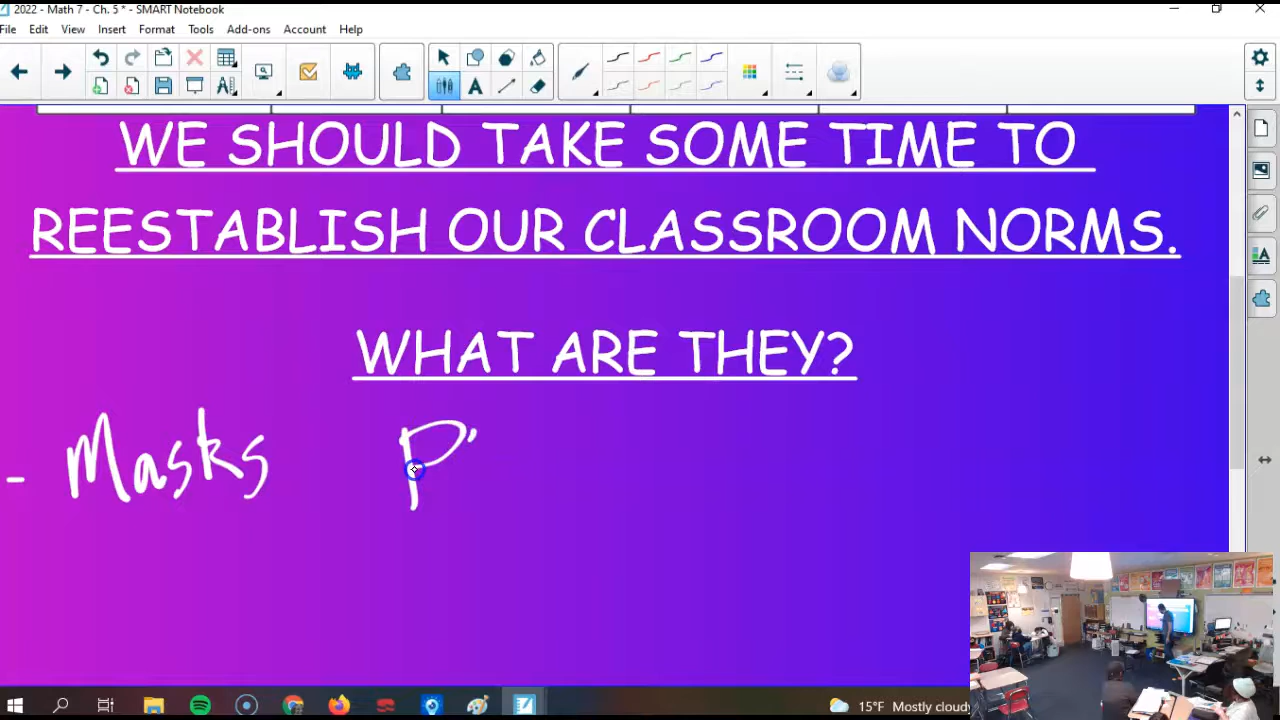 2022 - Math 7 - Ch. 5 * - SMART Notebook
File Edit View Insert Format Tools Add-ons Account Help
WE SHOULD TAKE SOME TIME TO
REESTABLISH OUR CLASSROOM NORMS.
WHAT ARE THEY?
- Masks P
15°F Mostly cloudy